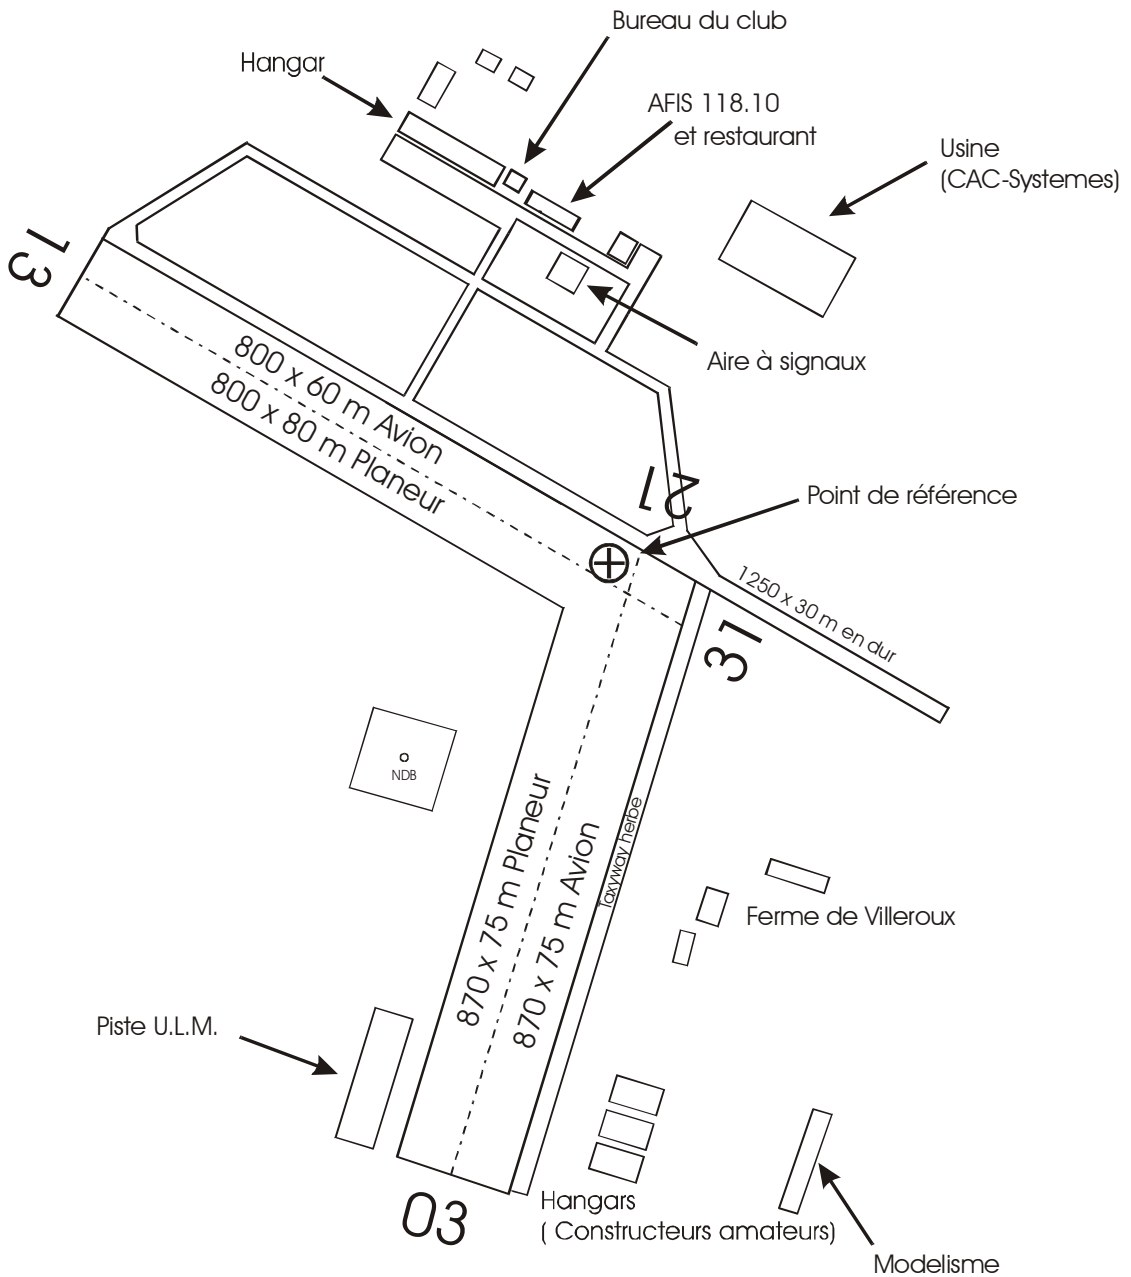 Bureau du club
Hangar
AFIS 118.10
et restaurant
Usine
(CAC-Systemes)
13
Aire à signaux
800 x 60 m Avion
800 x 80 m Planeur
21
Point de référence
1250 x 30 m en dur
31
NDB
870 x 75 m Planeur
870 x 75 m Avion
Taxyway herbe
Ferme de Villeroux
Piste U.L.M.
03
Hangars
( Constructeurs amateurs)
Modelisme